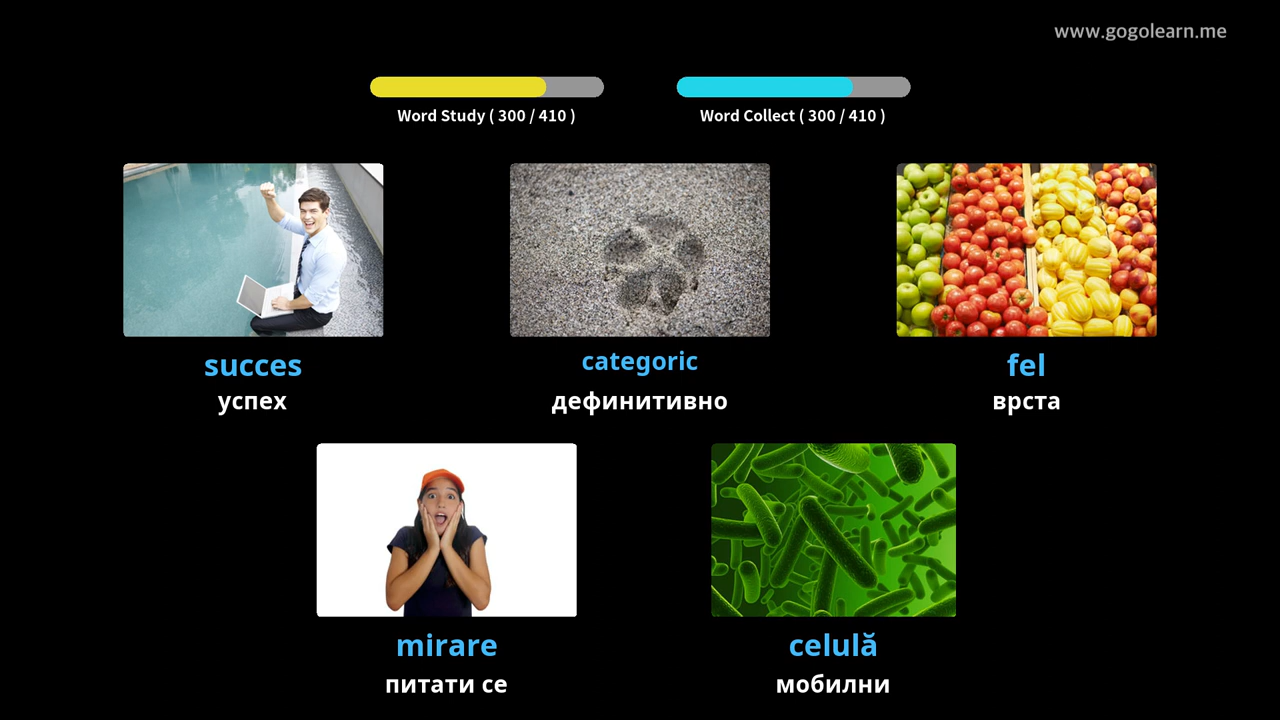 www.gogolearn.me
Word Study ( 300 / 410 )
Word Collect ( 300 / 410 )
succes
успех
categoric
дефинитивно
fel
врста
mirare
питати се
celulă
мобилни